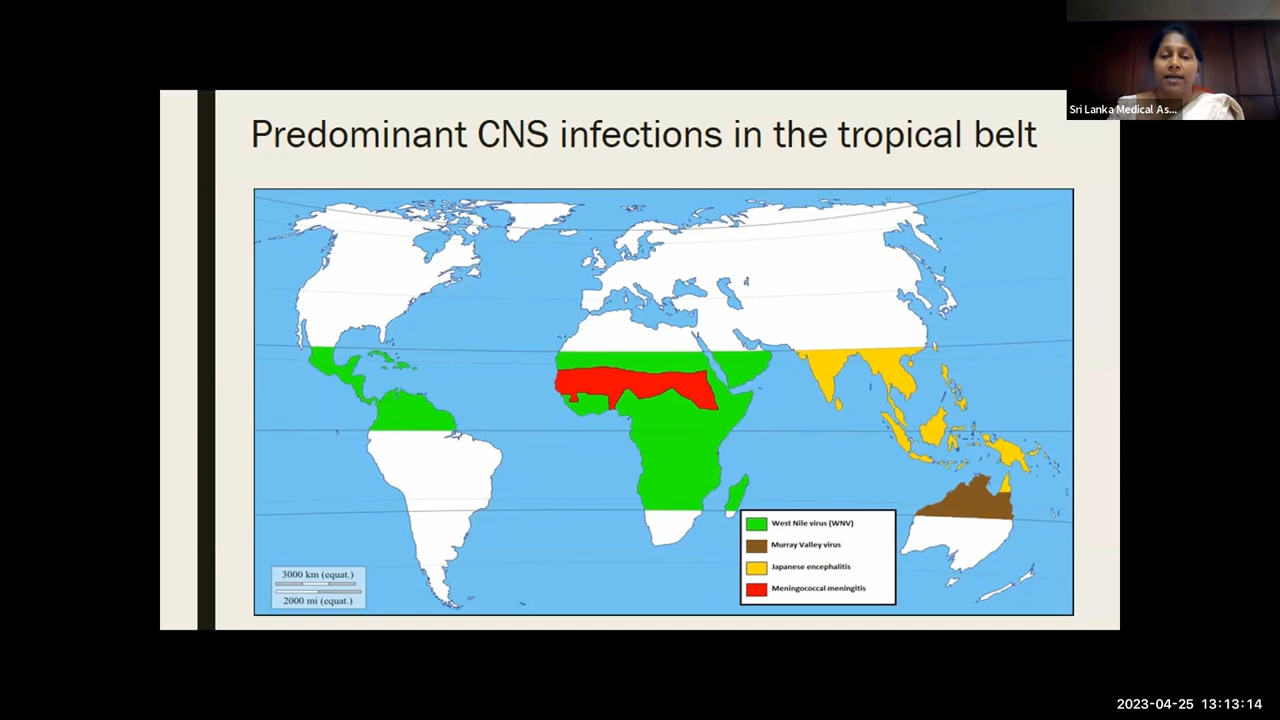 Sri Lanka Medical As...
Predominant CNS infections in the tropical belt
West Nile virus (WNV)
Murray Valley virus
Japanese encephalitis
Meningococcal meningitis
3000 km (equat.)
2000 mi (equat.)
2023-04-25 13:13:14